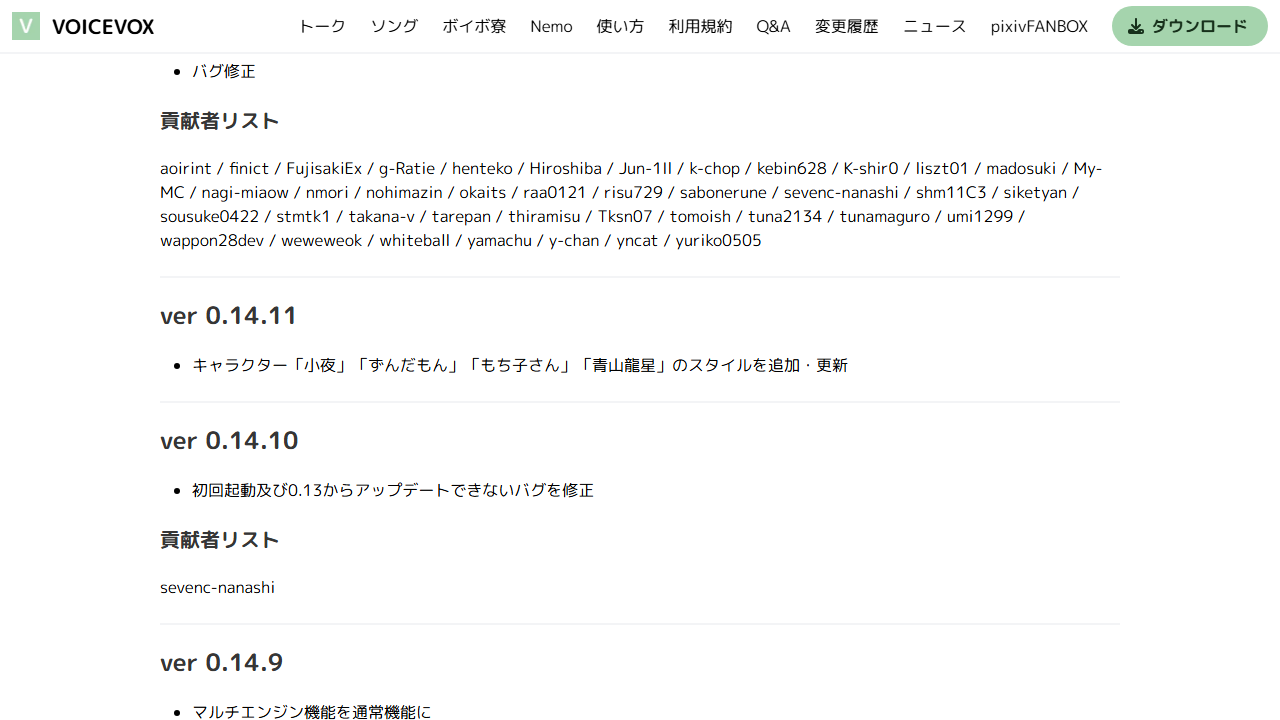 V VOICEVOX トーク ソング ボイボ寮 Nemo 使い方 利用規約 Q&A 変更履歴 ニュース pixivFANBOX ダウンロード
• バグ修正
貢献者リスト
aoirint / finict / FujisakiEx / g-Ratie / henteko / Hiroshiba / Jun-1ll / k-chop / kebin628 / K-shir0 / liszt01 / madosuki / My-
MC / nagi-miaow / nmori / nohimazin / okaits / raa0121 / risu729 / sabonerune / sevenc-nanashi / shm11C3 / siketyan /
sousuke0422 / stmtk1 / takana-v / tarepan / thiramisu / Tksn07 / tomoish / tuna2134 / tunamaguro / umi1299 /
wappon28dev / weweweok / whiteball / yamachu / y-chan / yncat / yuriko0505
ver 0.14.11
• キャラクター「小夜」「ずんだもん」「もち子さん」「青山龍星」のスタイルを追加・更新
ver 0.14.10
• 初回起動及び0.13からアップデートできないバグを修正
貢献者リスト
sevenc-nanashi
ver 0.14.9
• マルチエンジン機能を通常機能に